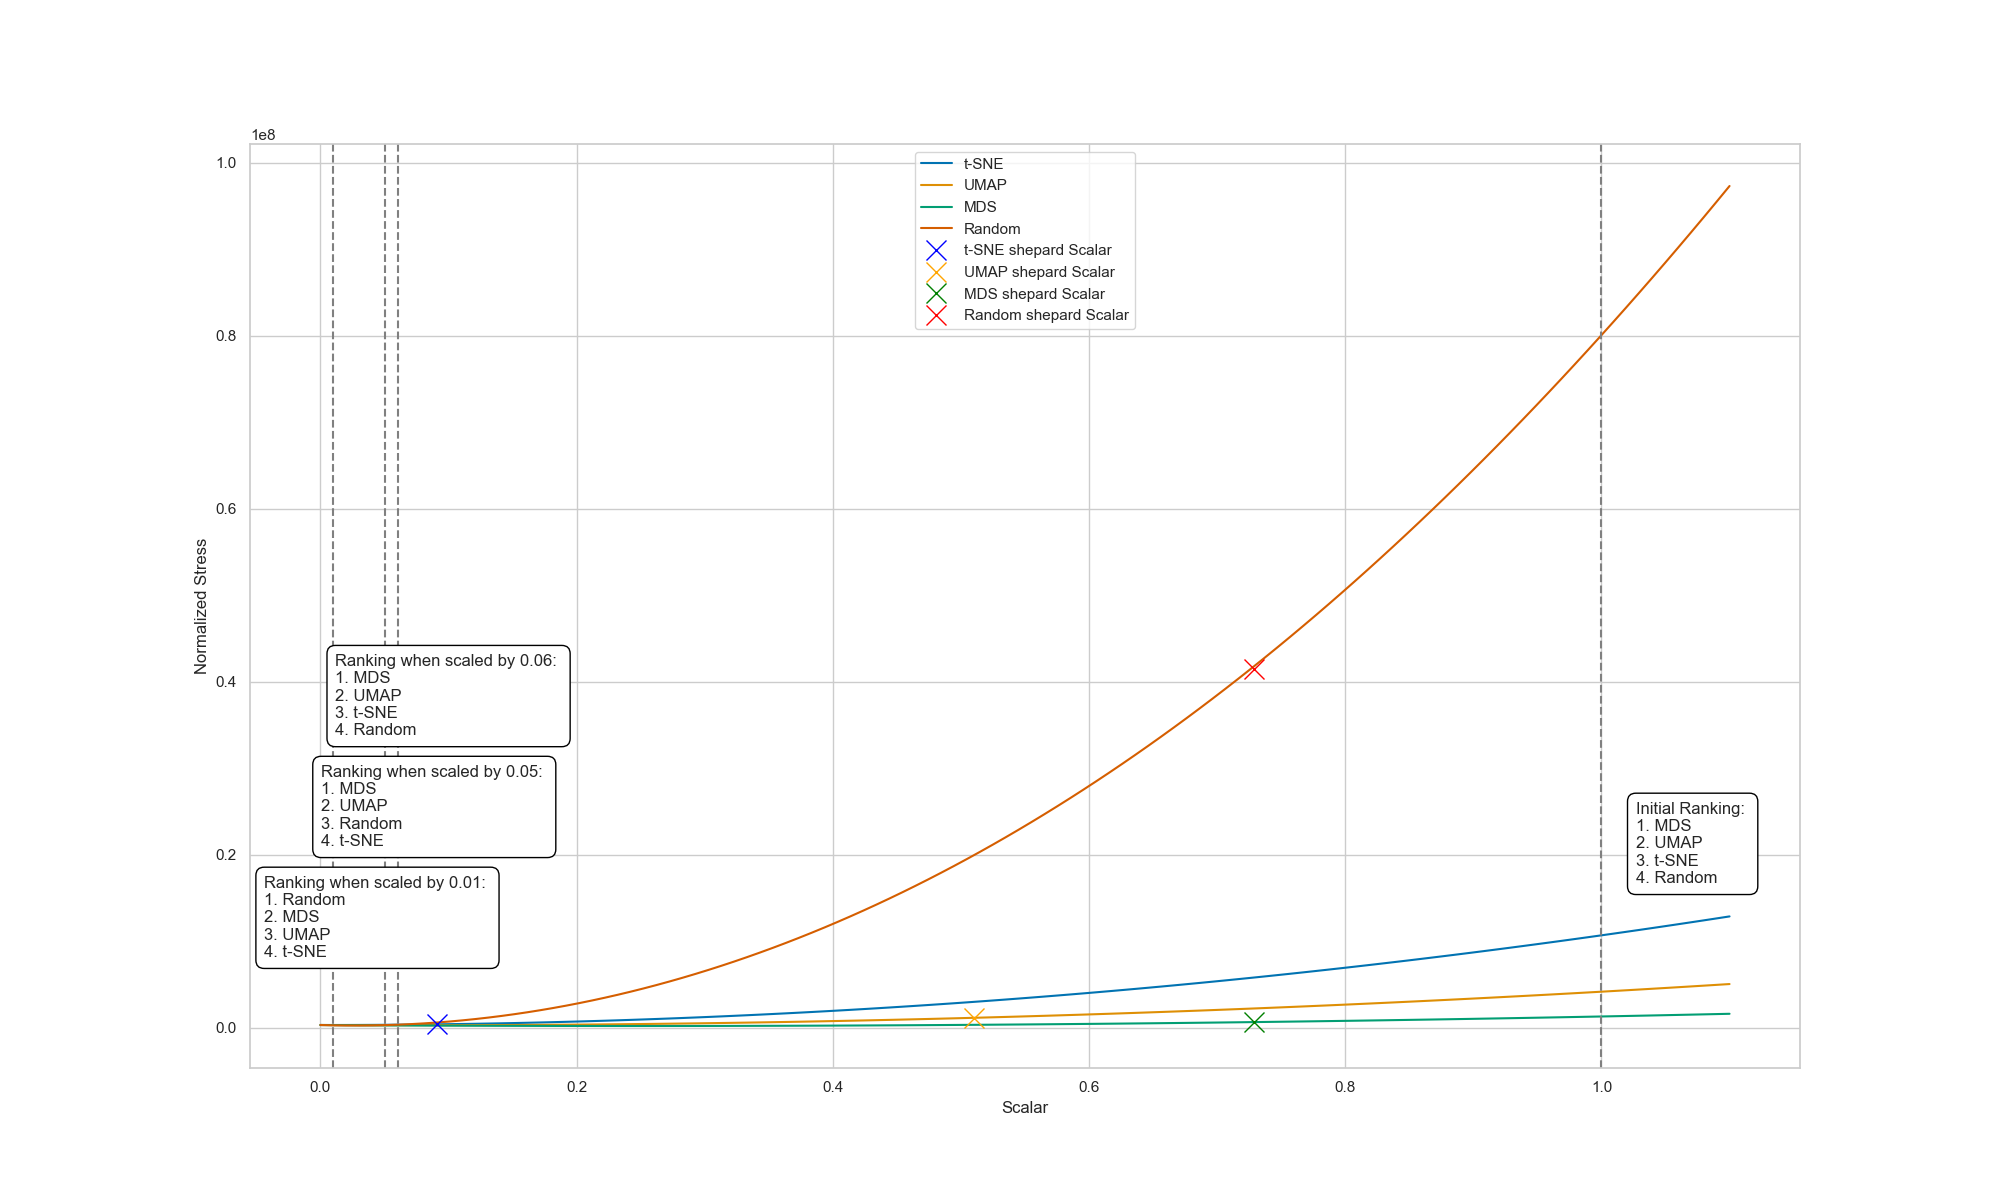 1e8
1.0
0.8
0.6
0.4
0.2
0.0
Normalized Stress
t-SNE
UMAP
MDS
Random
t-SNE shepard Scalar
UMAP shepard Scalar
MDS shepard Scalar
Random shepard Scalar
Ranking when scaled by 0.06:
1. MDS
2. UMAP
3. t-SNE
4. Random
Ranking when scaled by 0.05:
1. MDS
2. UMAP
3. Random
4. t-SNE
Ranking when scaled by 0.01:
1. Random
2. MDS
3. UMAP
4. t-SNE
Initial Ranking:
1. MDS
2. UMAP
3. t-SNE
4. Random
0.0 0.2 0.4 0.6 0.8 1.0
Scalar